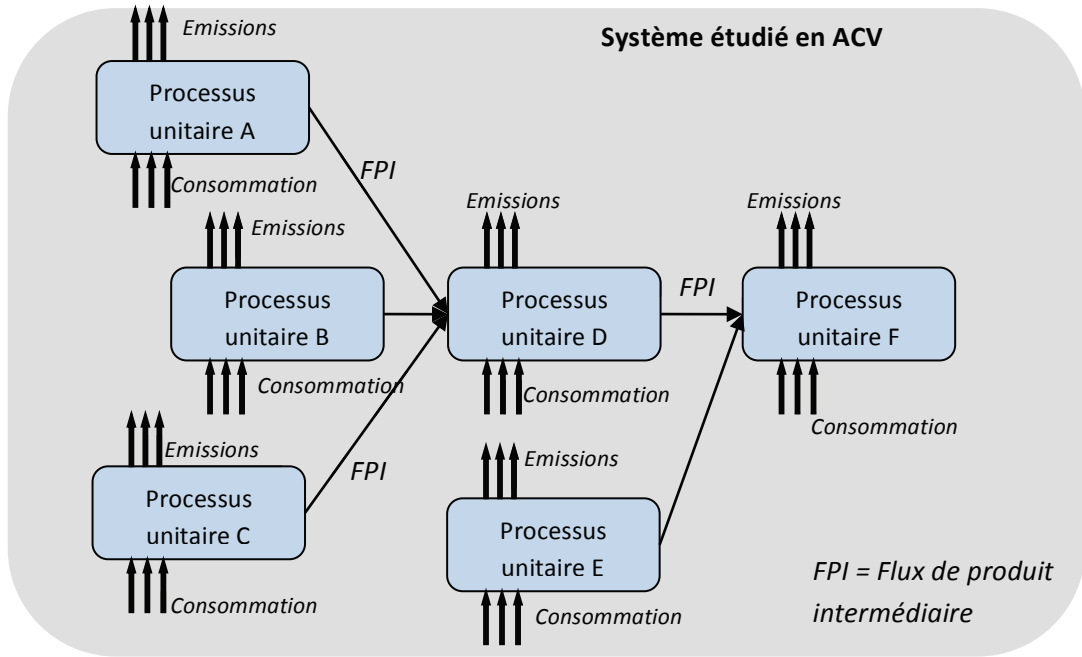 Système étudié en ACV
Emissions
Processus
unitaire A
Consommation
FPI
Emissions
Processus
unitaire B
Consommation
Emissions
Processus
unitaire C
Consommation
FPI
Emissions
Processus
unitaire D
Consommation
FPI
Emissions
Processus
unitaire E
Consommation
Emissions
Processus
unitaire F
Consommation
FPI = Flux de produit
intermédiaire